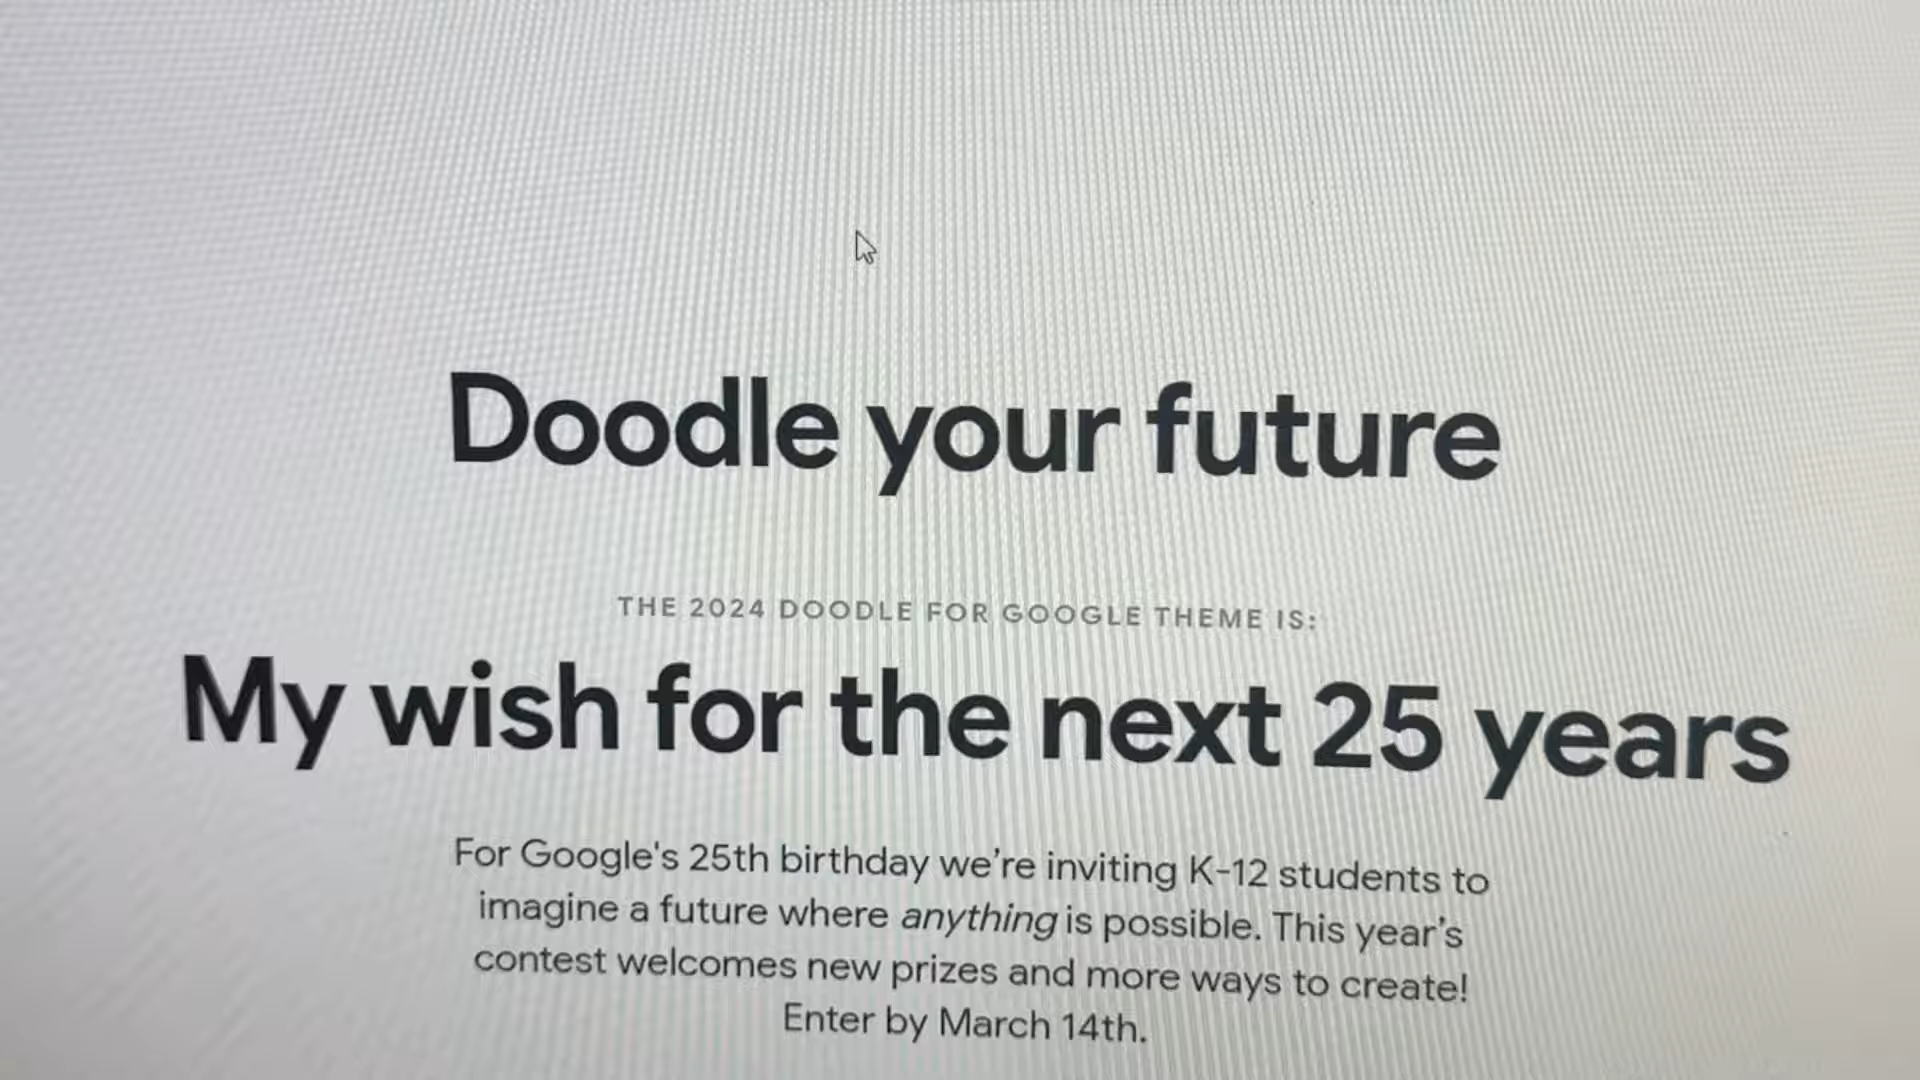 Doodle your future
THE 2024 DOODLE FOR GOOGLE THEME IS:
My wish for the next 25 years
For Google's 25th birthday we’re inviting K-12 students to
imagine a future where anything is possible. This year’s
contest welcomes new prizes and more ways to create!
Enter by March 14th.